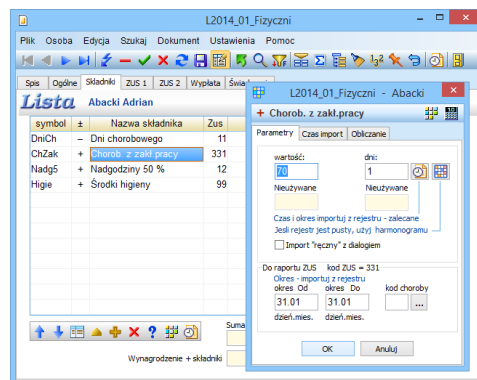 L2014_01_Fizyczni
Plik Osoba Edycja Szukaj Dokument Ustawienia Pomoc
Spis Ogólne Składniki ZUS 1 ZUS 2 Wypłata
Lista Abacki Adrian
symbol ± Nazwa składnika Zus
DniCh – Dni chorobowego 11
ChZak + Chorob. z zakl.pracy 331
Nadg5 + Nadgodziny 50 % 12
Higie + Środki higieny 99
Suma
Wynagrodzenie + składniki
L2014_01_Fizyczni - Abacki
+ Chorob. z zakl.pracy
Parametry Czas import Obliczanie
wartość: dni:
70 1
Nieużywane Nieużywane
Czas i okres importuj z rejestru - zalecane
Jeśli rejestr jest pusty, użyj harmonogramu
Import "ręczny" z dialogiem
Do raportu ZUS kod ZUS = 331
Okres - importuj z rejestru
okres Od okres Do kod choroby
31.01 31.01 ...
dzień.mies. dzień.mies.
OK Anuluj